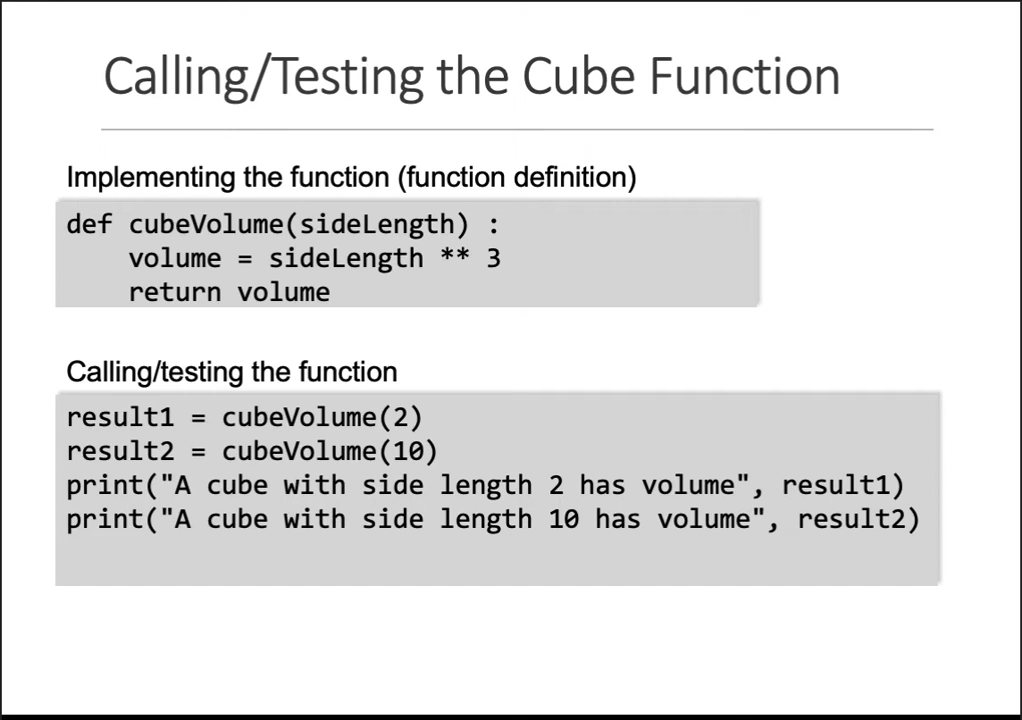 Calling/Testing the Cube Function
Implementing the function (function definition)
def cubeVolume(sideLength) :
    volume = sideLength ** 3
    return volume
Calling/testing the function
result1 = cubeVolume(2)
result2 = cubeVolume(10)
print("A cube with side length 2 has volume", result1)
print("A cube with side length 10 has volume", result2)